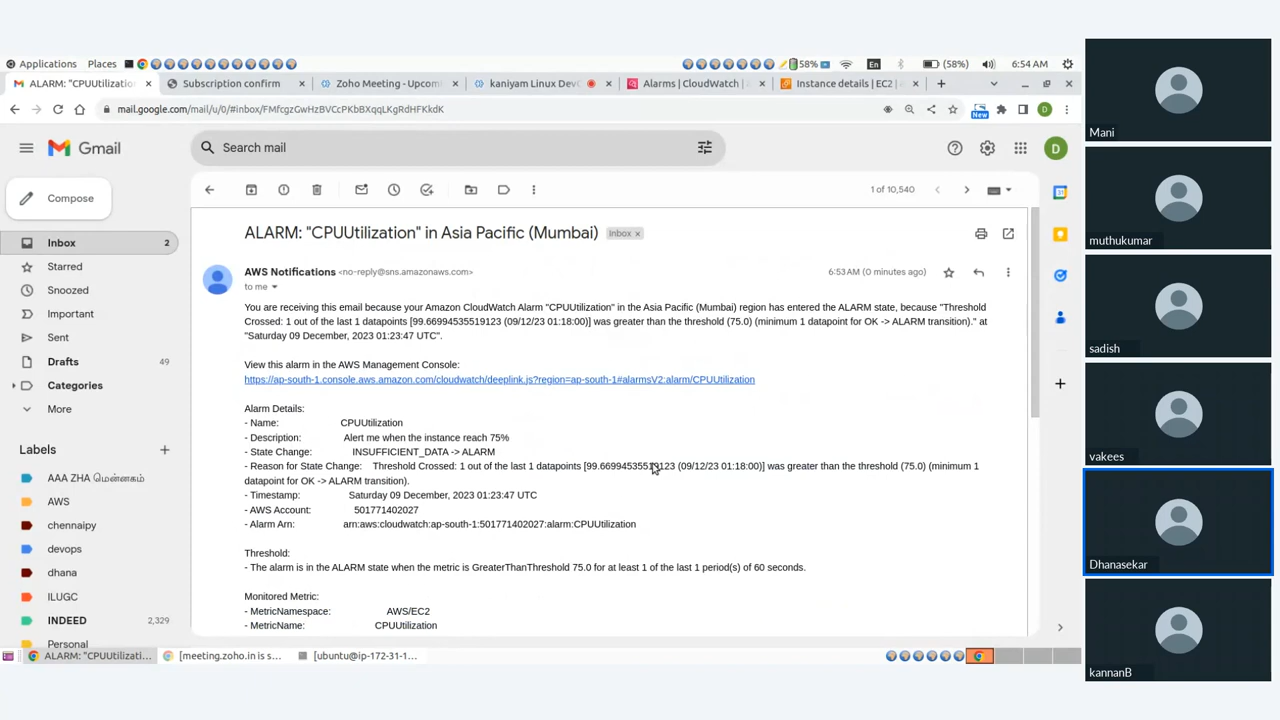 Applications Places 58% En (58%) 6:54 AM
ALARM: "CPUUtilizatio
Subscription confirm
Zoho Meeting - Upcomi
kaniyam Linux DevO
Alarms | CloudWatch |
Instance details | EC2 |
mail.google.com/mail/u/0/#inbox/FMfcgzGwHzBVCcPKbBXqqLKgRdHFKkdK
New
D
Gmail
Search mail
D
Compose
1 of 10,540
Inbox 2
Starred
Snoozed
Important
Sent
Drafts 49
Categories
More
Labels
AAA ZHA மென்னகம்
AWS
chennaipy
devops
dhana
ILUGC
INDEED 2,329
Personal
ALARM: "CPUUtilization" in Asia Pacific (Mumbai) Inbox x
AWS Notifications <no-reply@sns.amazonaws.com> 6:53 AM (0 minutes ago)
to me
You are receiving this email because your Amazon CloudWatch Alarm "CPUUtilization" in the Asia Pacific (Mumbai) region has entered the ALARM state, because "Threshold
Crossed: 1 out of the last 1 datapoints [99.66994535519123 (09/12/23 01:18:00)] was greater than the threshold (75.0) (minimum 1 datapoint for OK -> ALARM transition)." at
"Saturday 09 December, 2023 01:23:47 UTC".
View this alarm in the AWS Management Console:
https://ap-south-1.console.aws.amazon.com/cloudwatch/deeplink.js?region=ap-south-1#alarmsV2:alarm/CPUUtilization
Alarm Details:
- Name: CPUUtilization
- Description: Alert me when the instance reach 75%
- State Change: INSUFFICIENT_DATA -> ALARM
- Reason for State Change: Threshold Crossed: 1 out of the last 1 datapoints [99.66994535519123 (09/12/23 01:18:00)] was greater than the threshold (75.0) (minimum 1
datapoint for OK -> ALARM transition).
- Timestamp: Saturday 09 December, 2023 01:23:47 UTC
- AWS Account: 501771402027
- Alarm Arn: arn:aws:cloudwatch:ap-south-1:501771402027:alarm:CPUUtilization
Threshold:
- The alarm is in the ALARM state when the metric is GreaterThanThreshold 75.0 for at least 1 of the last 1 period(s) of 60 seconds.
Monitored Metric:
- MetricNamespace: AWS/EC2
- MetricName: CPUUtilization
ALARM: "CPUUtilizati...
[meeting.zoho.in is s...
[ubuntu@ip-172-31-1...
Mani
muthukumar
sadish
vakees
Dhanasekar
kannanB